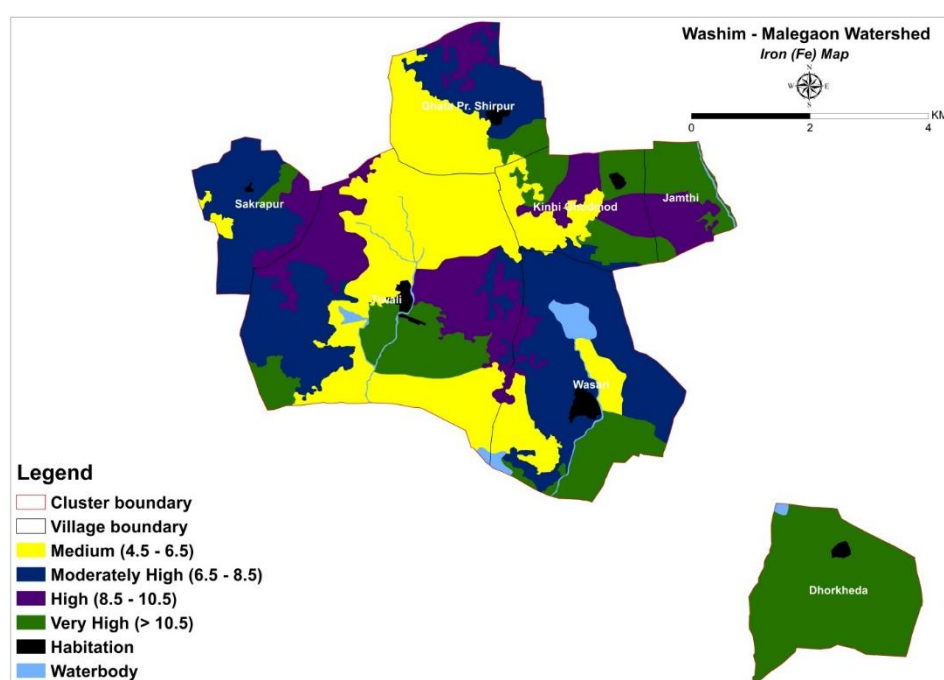 Washim - Malegaon Watershed
Iron (Fe) Map
N
W E
S
KM
0 2 4
Pr. Shirpur
Sakrapur
Kinhi
Jamthi
Wasari
Dhorkheda
Legend
Cluster boundary
Village boundary
Medium (4.5 - 6.5)
Moderately High (6.5 - 8.5)
High (8.5 - 10.5)
Very High (> 10.5)
Habitation
Waterbody